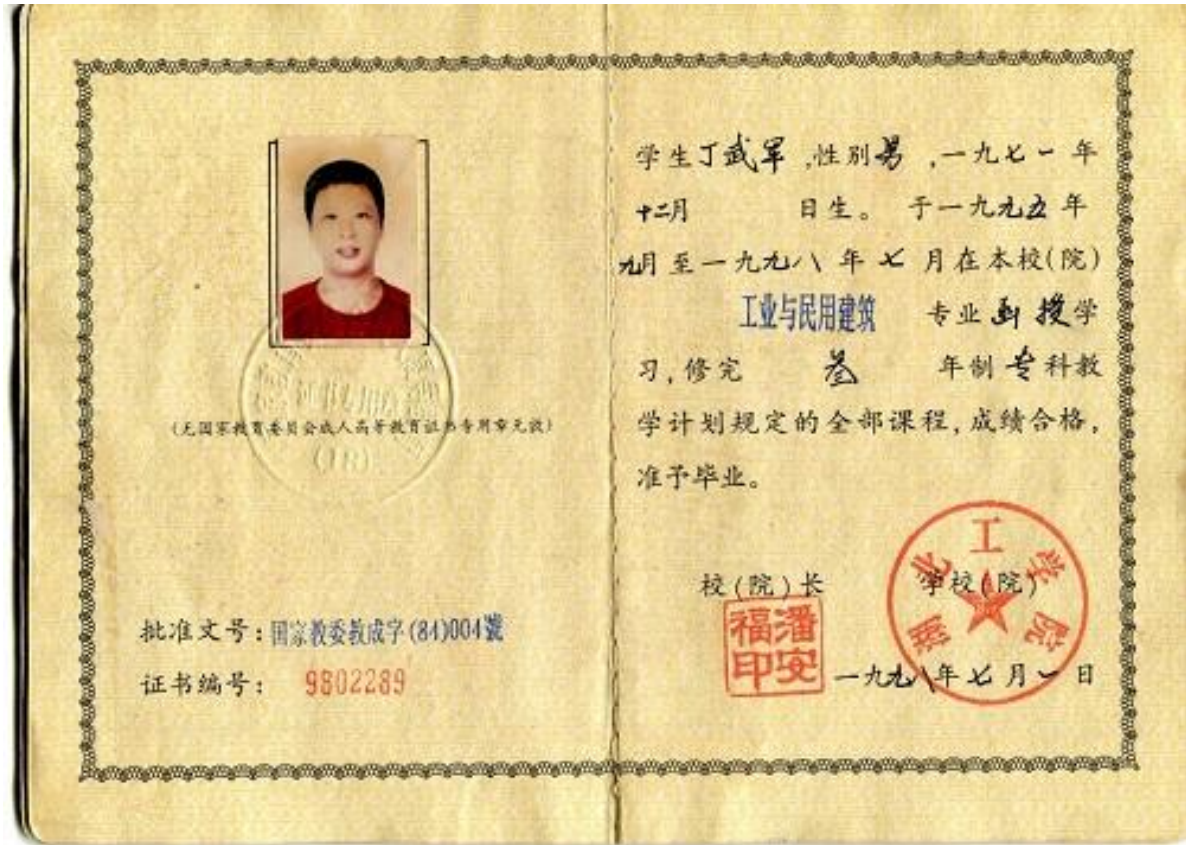 (无国家教育委员会成人高等教育证书专用章无效)
批准文号：国家教委教成字(84)004號
证书编号： 9802289
学生丁武军,性别男,一九七一年
十二月 日生。于一九九五年
九月至一九九八年七月在本校(院)
工业与民用建筑 专业函授学
习,修完 叁 年制专科教
学计划规定的全部课程,成绩合格,
准予毕业。
校(院)长 学校(院)
潘安
福印
湖北工学院
一九九八年七月一日